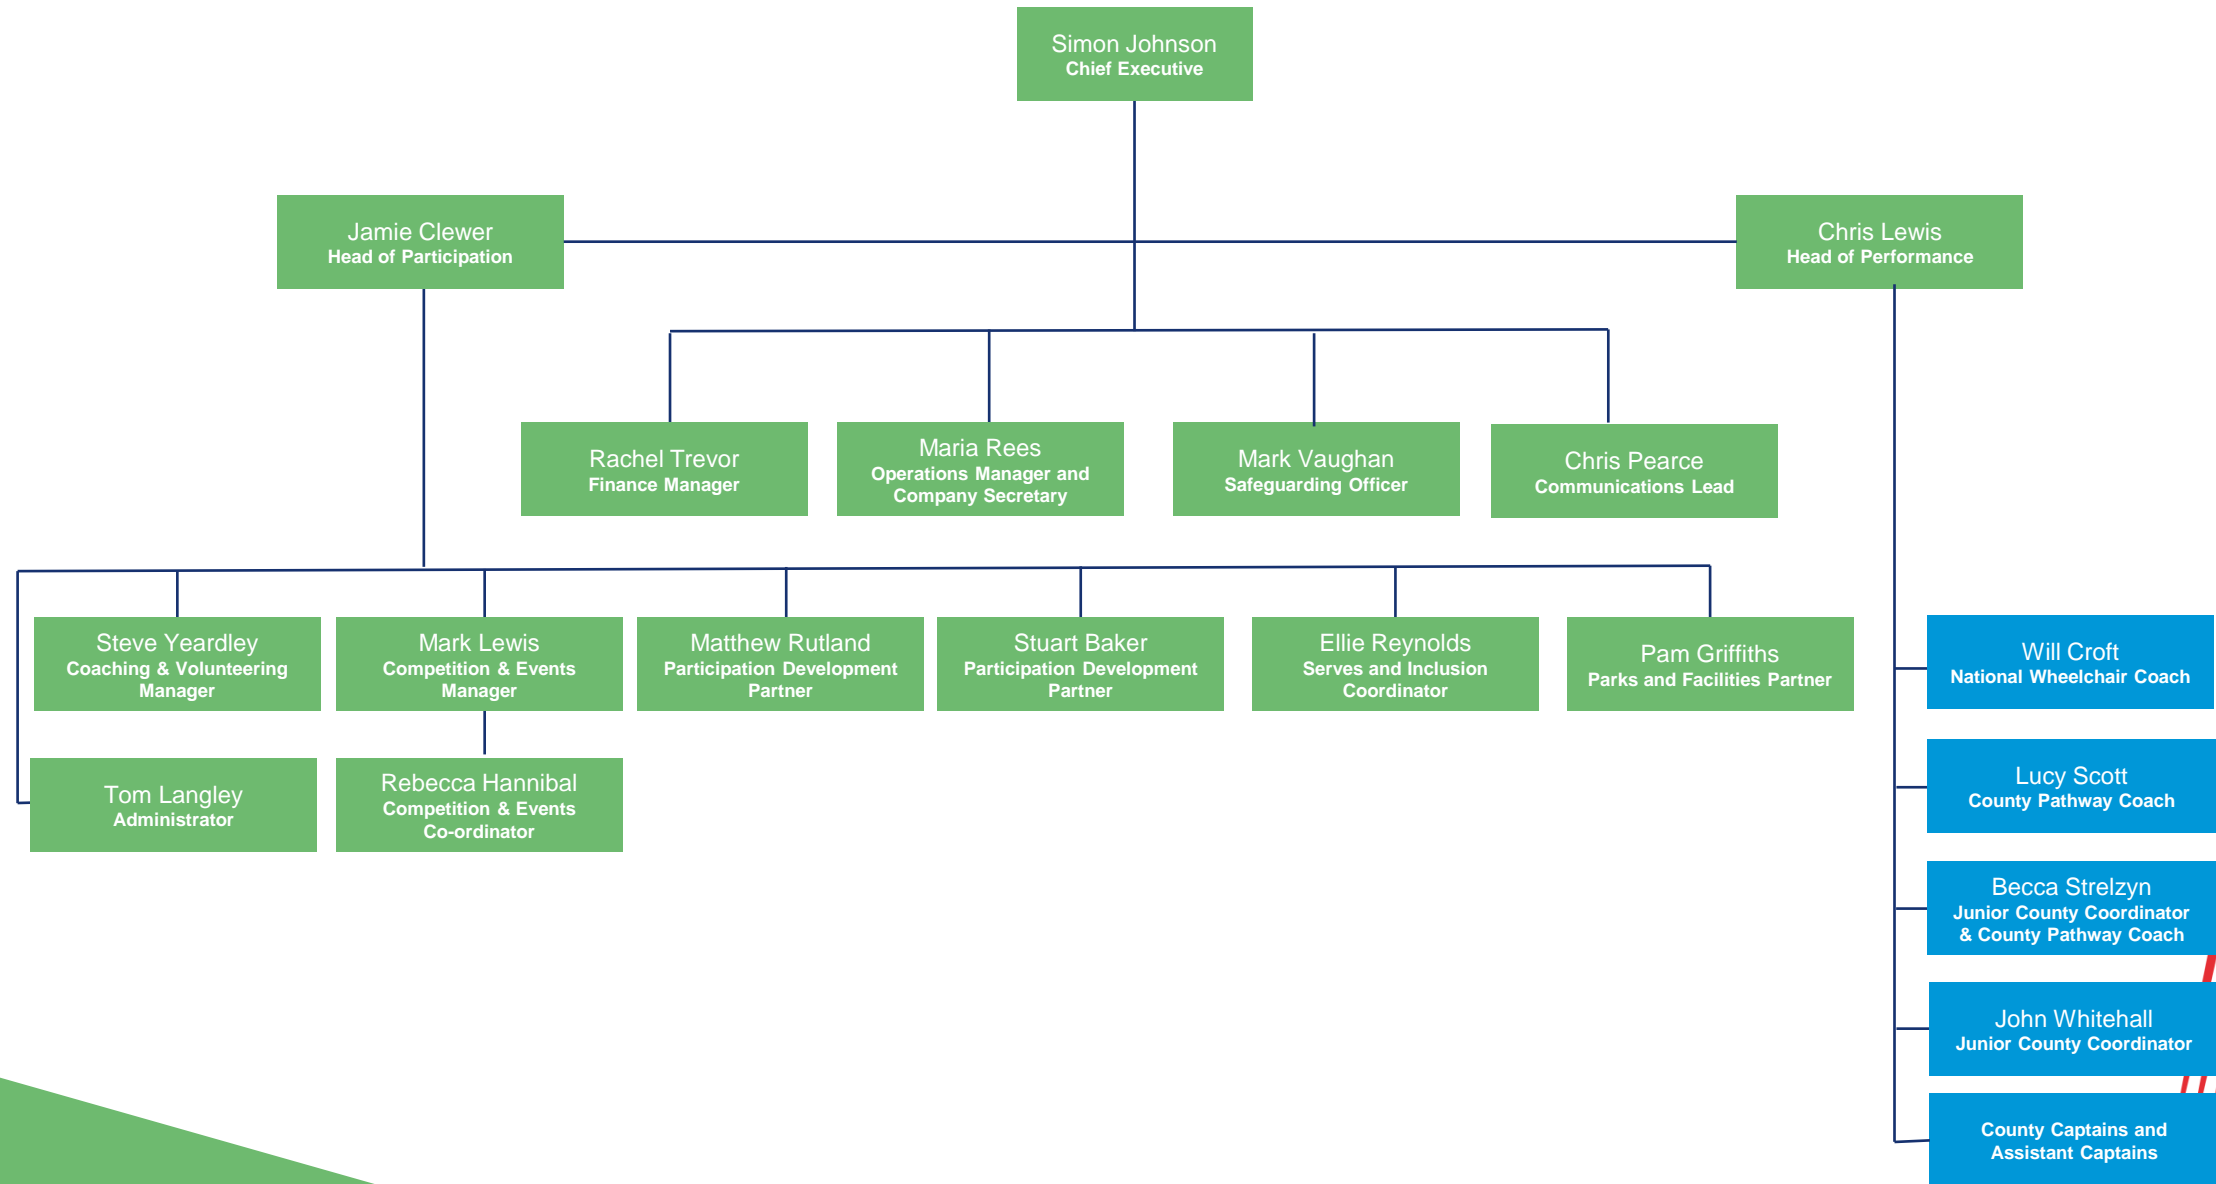 Simon Johnson
Chief Executive
Jamie Clewer
Head of Participation
Chris Lewis
Head of Performance
Rachel Trevor
Finance Manager
Maria Rees
Operations Manager and
Company Secretary
Mark Vaughan
Safeguarding Officer
Chris Pearce
Communications Lead
Steve Yeardley
Coaching & Volunteering
Manager
Mark Lewis
Competition & Events
Manager
Matthew Rutland
Participation Development
Partner
Stuart Baker
Participation Development
Partner
Ellie Reynolds
Serves and Inclusion
Coordinator
Pam Griffiths
Parks and Facilities Partner
Tom Langley
Administrator
Rebecca Hannibal
Competition & Events
Co-ordinator
Will Croft
National Wheelchair Coach
Lucy Scott
County Pathway Coach
Becca Strelzyn
Junior County Coordinator
& County Pathway Coach
John Whitehall
Junior County Coordinator
County Captains and
Assistant Captains